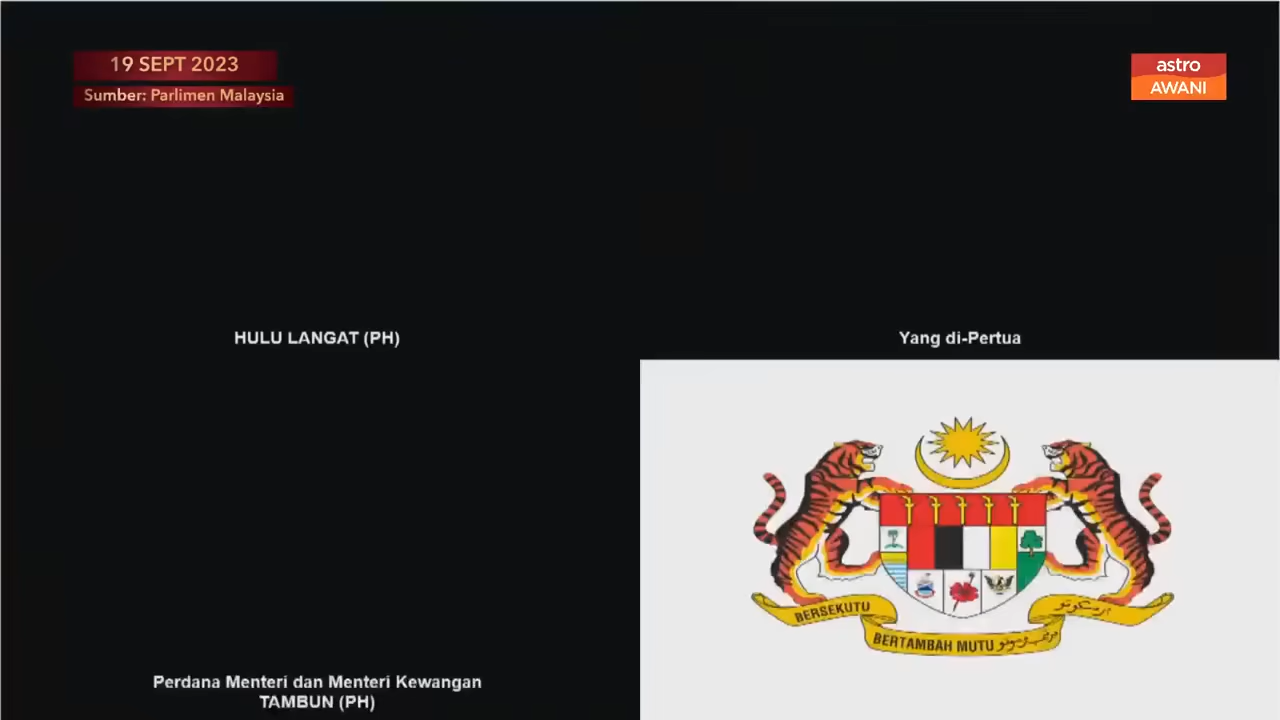 19 SEPT 2023
Sumber: Parlimen Malaysia
astro
AWANI
HULU LANGAT (PH)
Yang di-Pertua
BERSEKUTU
BERTAMBAH MUTU
Perdana Menteri dan Menteri Kewangan
TAMBUN (PH)